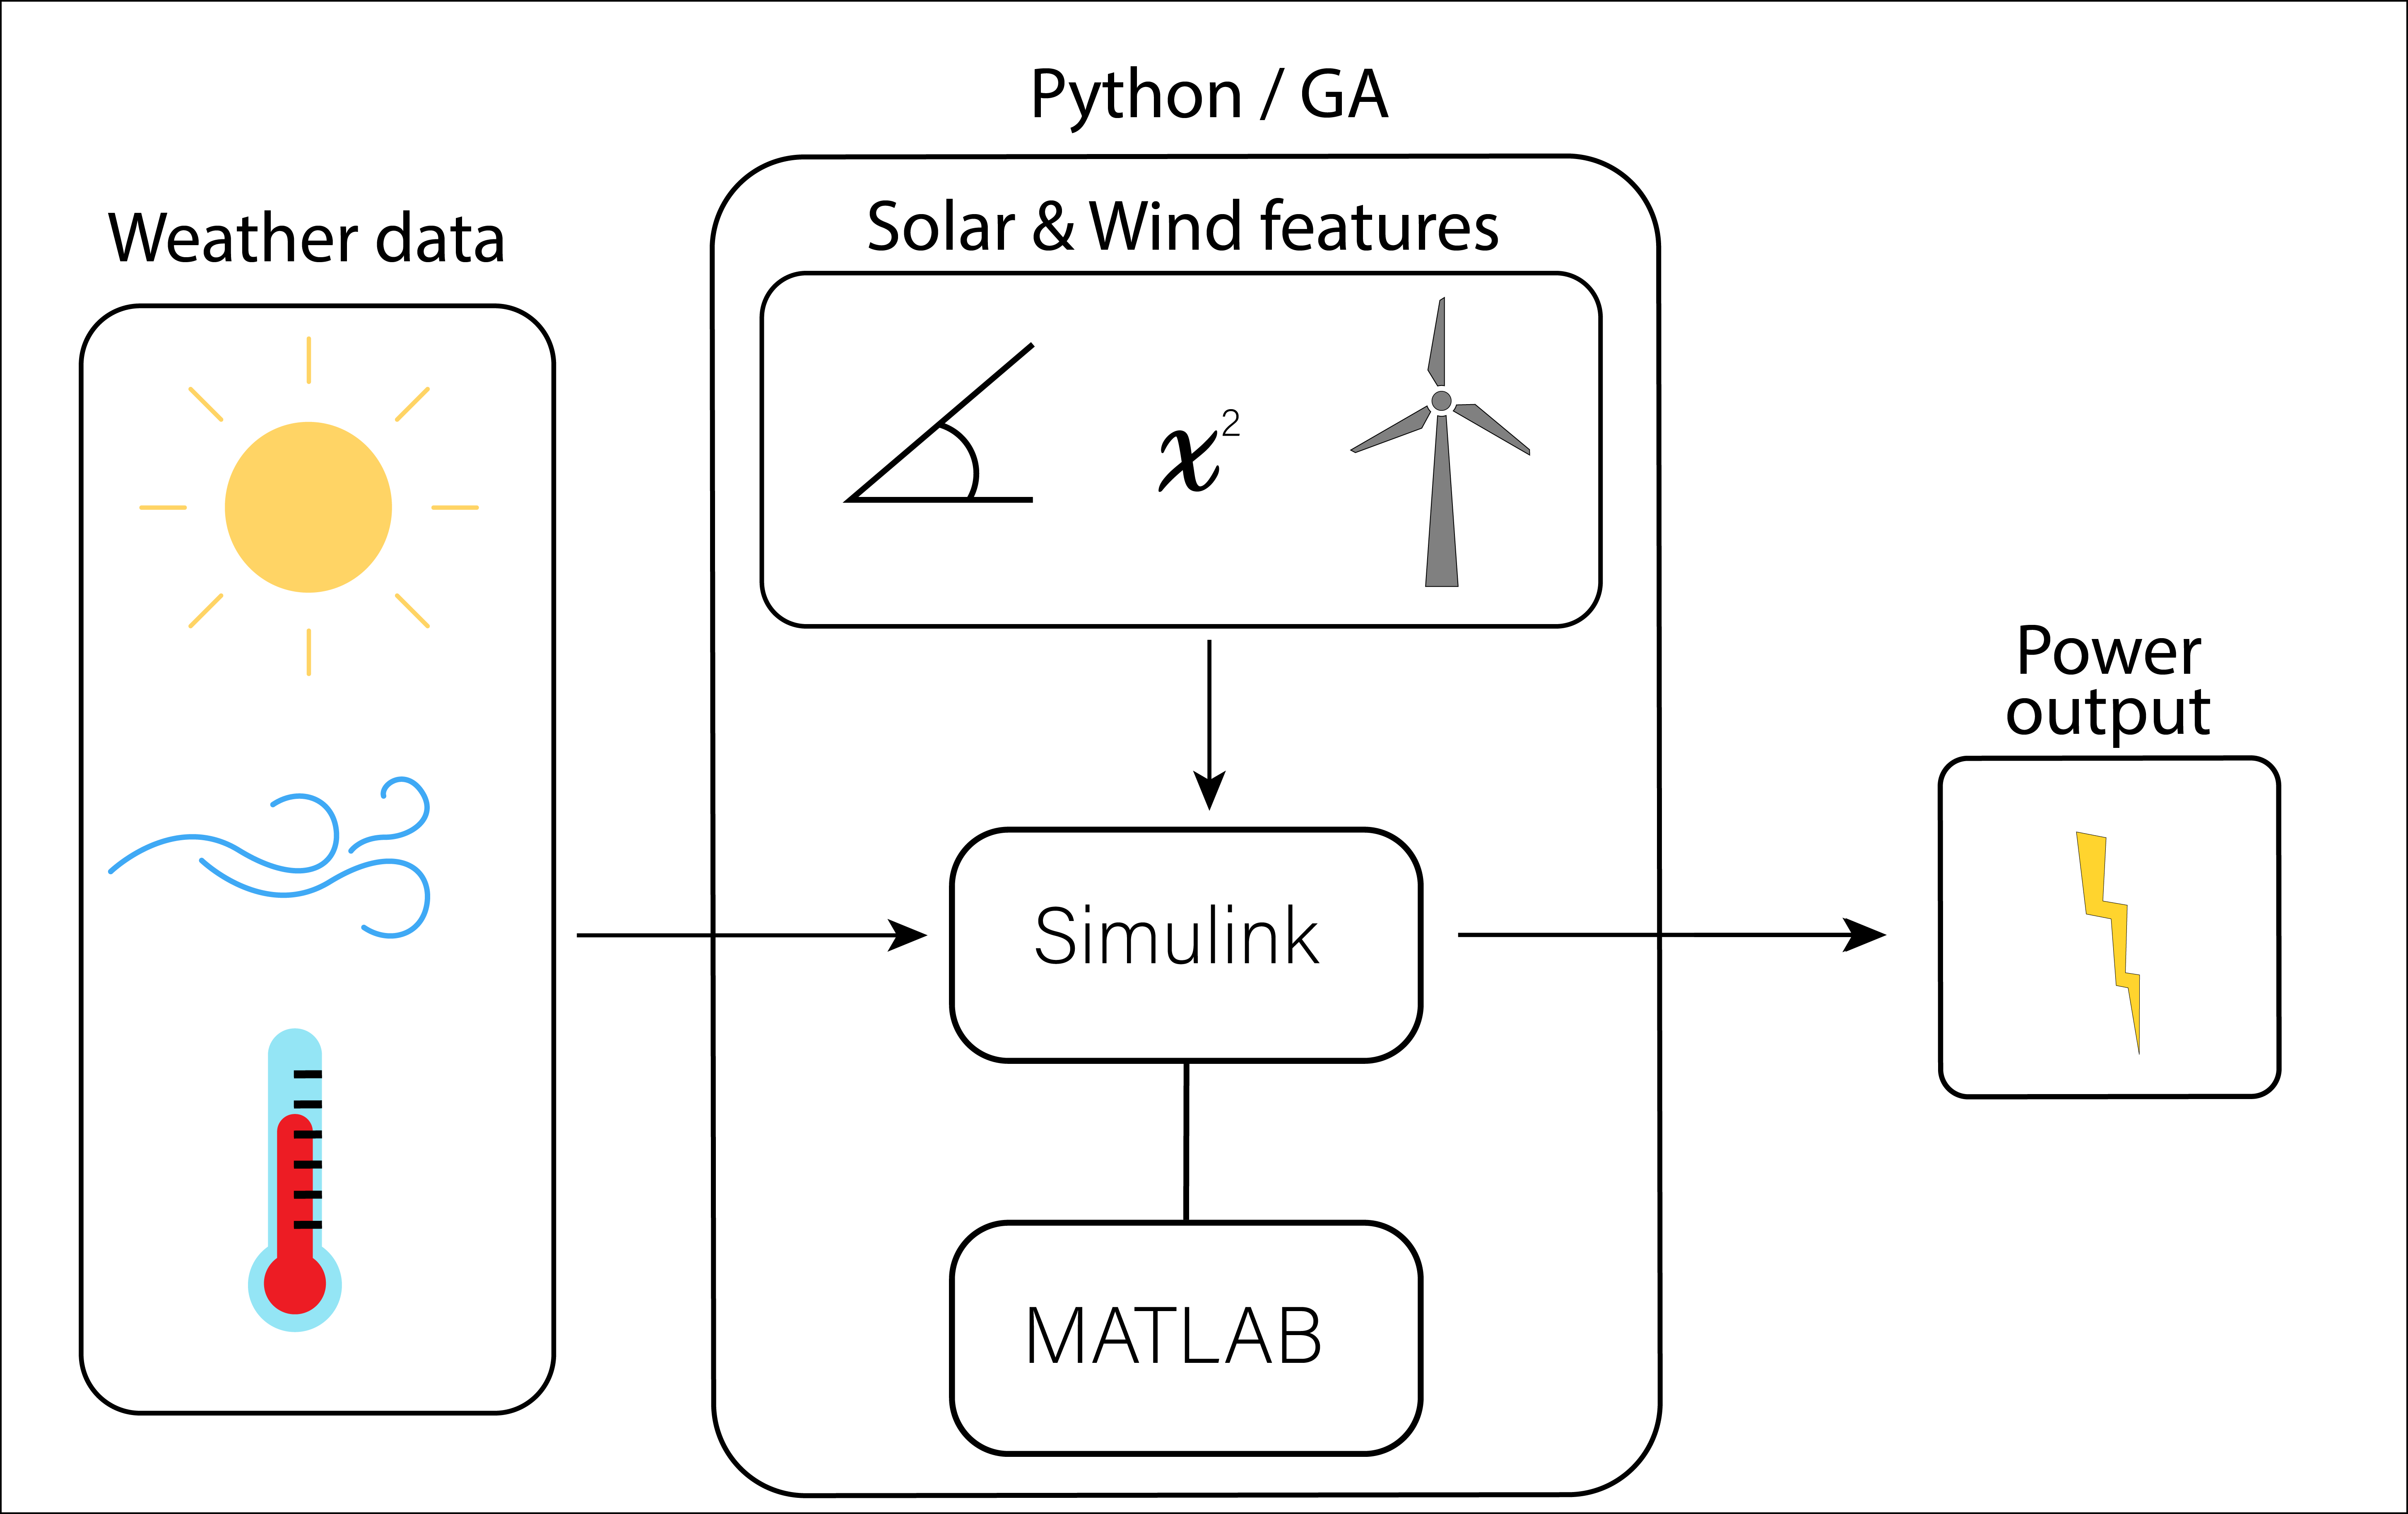 Python / GA
Weather data
Solar & Wind features
x²
Power
output
Simulink
MATLAB